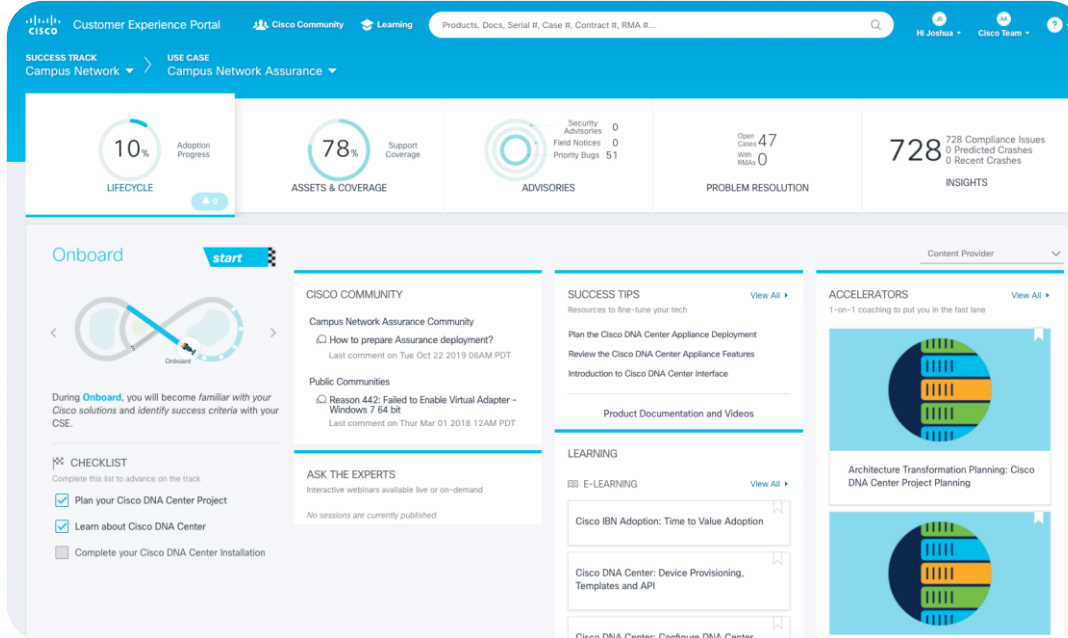 CISCO
Customer Experience Portal
Cisco Community
Learning
Products, Docs, Serial #, Case #, Contract #, RMA #...
JB
Hi Joshua
AA
Cisco Team
?
SUCCESS TRACK
Campus Network
USE CASE
Campus Network Assurance
10%
Adoption
Progress
LIFECYCLE
0
78%
Support
Coverage
ASSETS & COVERAGE
Security
Advisories 0
Field Notices 0
Priority Bugs 51
ADVISORIES
Open
Cases 47
With
RMAs 0
PROBLEM RESOLUTION
728
728 Compliance Issues
0 Predicted Crashes
0 Recent Crashes
INSIGHTS
Onboard
start
Onboard
During Onboard, you will become familiar with your
Cisco solutions and identify success criteria with your
CSE.
CHECKLIST
Complete this list to advance on the track
Plan your Cisco DNA Center Project
Learn about Cisco DNA Center
Complete your Cisco DNA Center Installation
CISCO COMMUNITY
Campus Network Assurance Community
How to prepare Assurance deployment?
Last comment on Tue Oct 22 2019 06AM PDT
Public Communities
Reason 442: Failed to Enable Virtual Adapter -
Windows 7 64 bit
Last comment on Thur Mar 01 2018 12AM PDT
ASK THE EXPERTS
Interactive webinars available live or on-demand
No sessions are currently published
SUCCESS TIPS
View All
Resources to fine-tune your tech
Plan the Cisco DNA Center Appliance Deployment
Review the Cisco DNA Center Appliance Features
Introduction to Cisco DNA Center Interface
Product Documentation and Videos
LEARNING
E-LEARNING
View All
Cisco IBN Adoption: Time to Value Adoption
Cisco DNA Center: Device Provisioning,
Templates and API
Cisco DNA Center: Configure DNA Center
Content Provider
ACCELERATORS
View All
1-on-1 coaching to put you in the fast lane
Architecture Transformation Planning: Cisco
DNA Center Project Planning